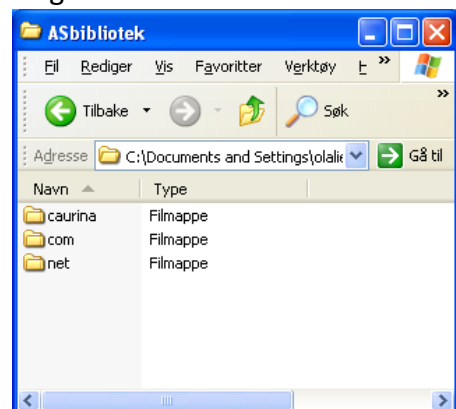 ASbibliotek
Fil Rediger Vis Favoritter Verktøy »
Tilbake Søk »
Adresse C:\Documents and Settings\olalie Gå til
Navn Type
caurina Filmappe
com Filmappe
net Filmappe